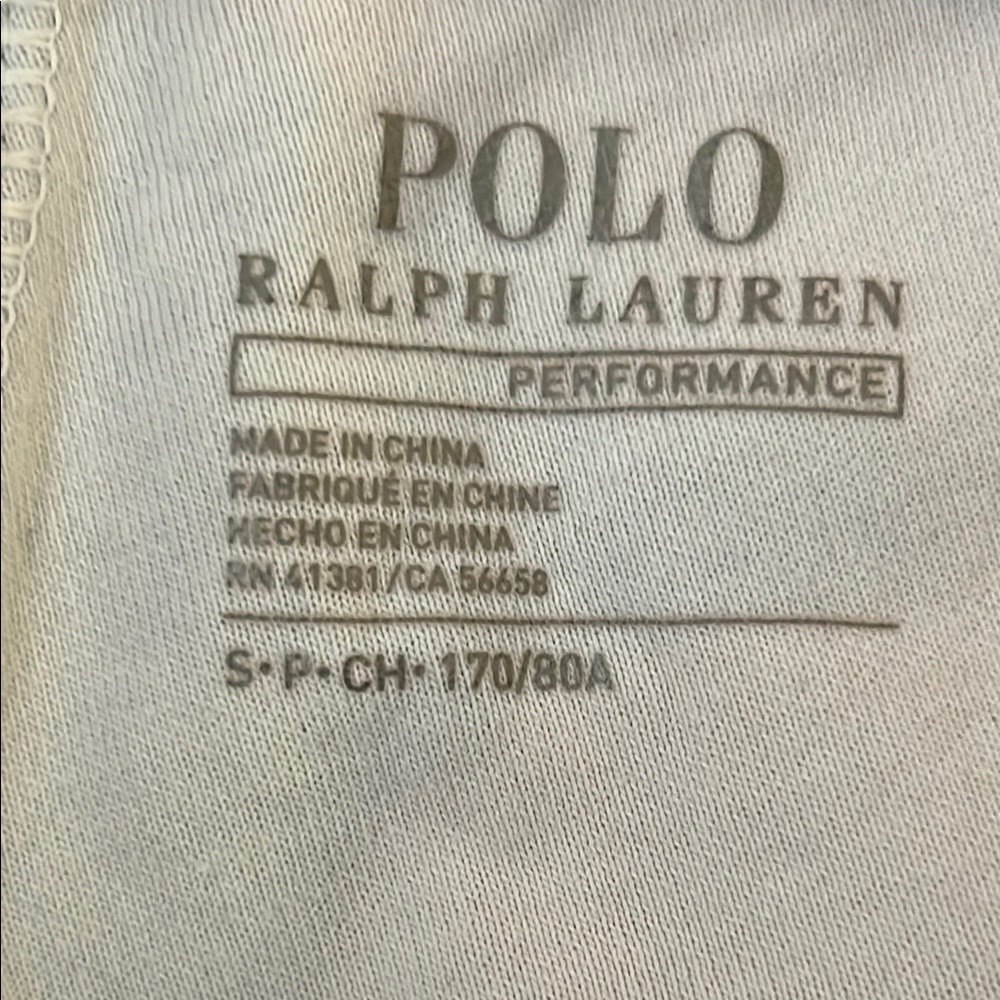 POLO
RALPH LAUREN
PERFORMANCE
MADE IN CHINA
FABRIQUÉ EN CHINE
HECHO EN CHINA
RN 41381/CA 56658
S• P• CH• 170/80A